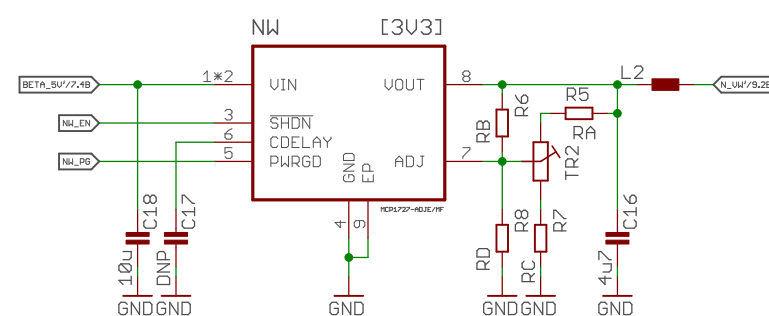 NW [3V3]
BETA_5V'/7.4B
1*2 VIN VOUT 8
L2
N_VW'/9.2B
NW_EN
3 SHDN
6 CDELAY
NW_PG
5 PWRGD ADJ 7
GND
EP
MCP1727-ADJE/MF
4
9
R6
RB
R5
RA
TR2
C18
10u
C17
DNP
R8
RD
R7
RC
C16
4u7
GND GND GND GND GND GND